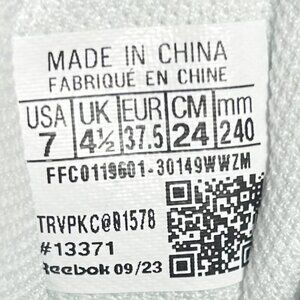 MADE IN CHINA
FABRIQUÉ EN CHINE
USA UK EUR CM mm
7 4½ 37.5 24 240
FFC0119601-30149WWZM
TRVPKC@01578
#13371
Reebok 09/23